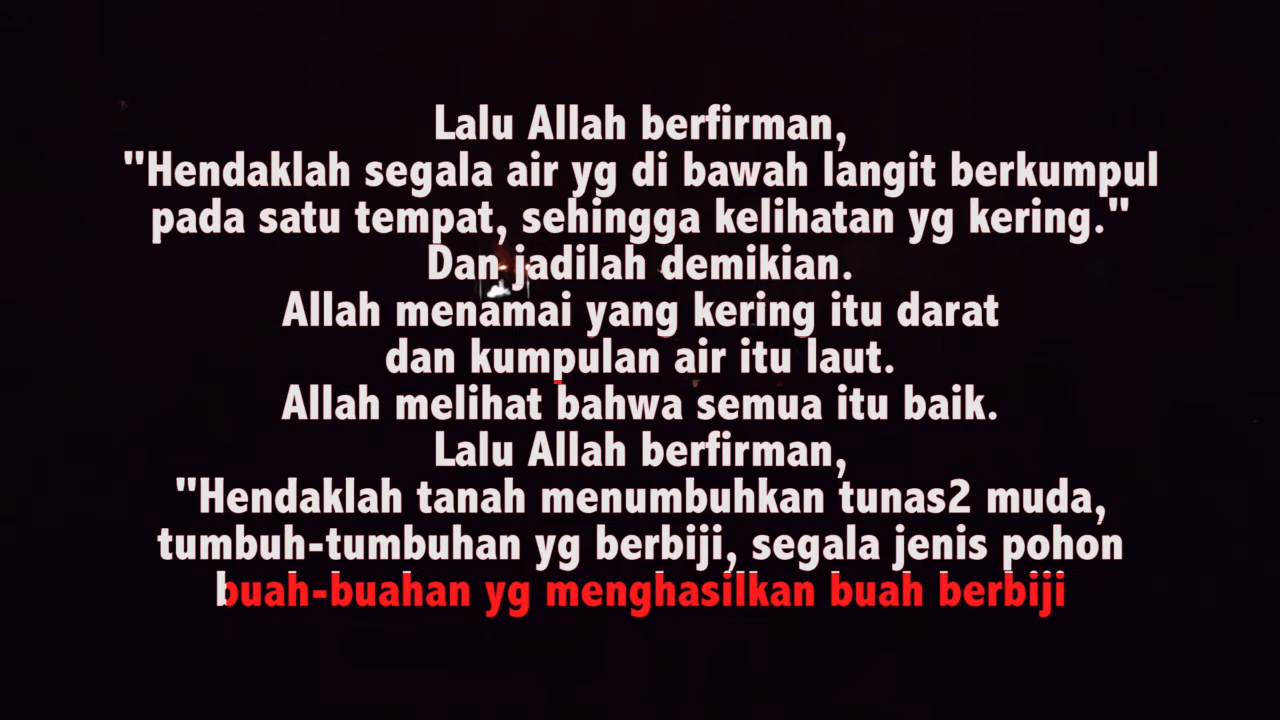 Lalu Allah berfirman,
"Hendaklah segala air yg di bawah langit berkumpul
pada satu tempat, sehingga kelihatan yg kering."
Dan jadilah demikian.
Allah menamai yang kering itu darat
dan kumpulan air itu laut.
Allah melihat bahwa semua itu baik.
Lalu Allah berfirman,
"Hendaklah tanah menumbuhkan tunas2 muda,
tumbuh-tumbuhan yg berbiji, segala jenis pohon
buah-buahan yg menghasilkan buah berbiji